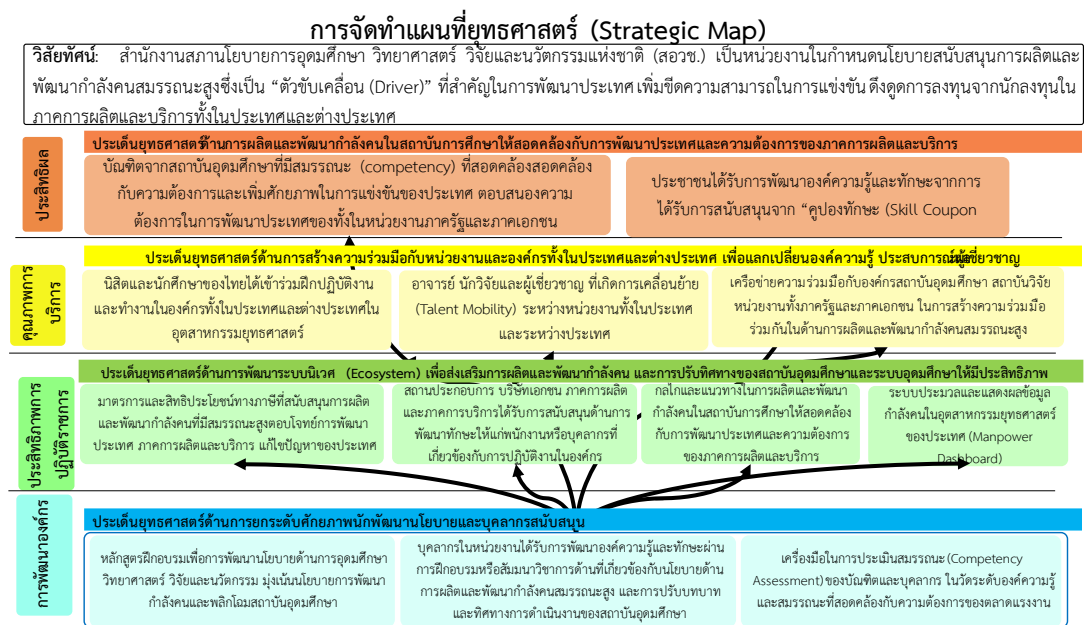 การจัดทำแผนที่ยุทธศาสตร์ (Strategic Map)
วิสัยทัศน์: สำนักงานสภานโยบายการอุดมศึกษา วิทยาศาสตร์ วิจัยและนวัตกรรมแห่งชาติ (สอวช.) เป็นหน่วยงานในกำหนดนโยบายสนับสนุนการผลิตและ
พัฒนากำลังคนสมรรถนะสูงซึ่งเป็น “ตัวขับเคลื่อน (Driver)” ที่สำคัญในการพัฒนาประเทศ เพิ่มขีดความสามารถในการแข่งขัน ดึงดูดการลงทุนจากนักลงทุนใน
ภาคการผลิตและบริการทั้งในประเทศและต่างประเทศ
ประสิทธิผล
ประเด็นยุทธศาสตร์ด้านการผลิตและพัฒนากำลังคนในสถาบันการศึกษาให้สอดคล้องกับการพัฒนาประเทศและความต้องการของภาคการผลิตและบริการ
บัณฑิตจากสถาบันอุดมศึกษาที่มีสมรรถนะ (competency) ที่สอดคล้องสอดคล้อง
กับความต้องการและเพิ่มศักยภาพในการแข่งขันของประเทศ ตอบสนองความ
ต้องการในการพัฒนาประเทศของทั้งในหน่วยงานภาครัฐและภาคเอกชน
ประชาชนได้รับการพัฒนาองค์ความรู้และทักษะจากการ
ได้รับการสนับสนุนจาก “คูปองทักษะ (Skill Coupon
คุณภาพการ
บริการ
ประเด็นยุทธศาสตร์ด้านการสร้างความร่วมมือกับหน่วยงานและองค์กรทั้งในประเทศและต่างประเทศ เพื่อแลกเปลี่ยนองค์ความรู้ ประสบการณ์ผู้เชี่ยวชาญ
นิสิตและนักศึกษาของไทยได้เข้าร่วมฝึกปฏิบัติงาน
และทำงานในองค์กรทั้งในประเทศและต่างประเทศใน
อุตสาหกรรมยุทธศาสตร์
อาจารย์ นักวิจัยและผู้เชี่ยวชาญ ที่เกิดการเคลื่อนย้าย
(Talent Mobility) ระหว่างหน่วยงานทั้งในประเทศ
และระหว่างประเทศ
เครือข่ายความร่วมมือกับองค์กรสถาบันอุดมศึกษา สถาบันวิจัย
หน่วยงานทั้งภาครัฐและภาคเอกชน ในการสร้างความร่วมมือ
ร่วมกันในด้านการผลิตและพัฒนากำลังคนสมรรถนะสูง
ประสิทธิภาพการ
ปฏิบัติราชการ
ประเด็นยุทธศาสตร์ด้านการพัฒนาระบบนิเวศ (Ecosystem) เพื่อส่งเสริมการผลิตและพัฒนากำลังคน และการปรับทิศทางของสถาบันอุดมศึกษาและระบบอุดมศึกษาให้มีประสิทธิภาพ
มาตรการและสิทธิประโยชน์ทางภาษีที่สนับสนุนการผลิต
และพัฒนากำลังคนที่มีสมรรถนะสูงตอบโจทย์การพัฒนา
ประเทศ ภาคการผลิตและบริการ แก้ไขปัญหาของประเทศ
สถานประกอบการ บริษัทเอกชน ภาคการผลิต
และภาคการบริการได้รับการสนับสนุนด้านการ
พัฒนาทักษะให้แก่พนักงานหรือบุคลากรที่
เกี่ยวข้องกับการปฏิบัติงานในองค์กร
กลไกและแนวทางในการผลิตและพัฒนา
กำลังคนในสถาบันการศึกษาให้สอดคล้อง
กับการพัฒนาประเทศและความต้องการ
ของภาคการผลิตและบริการ
ระบบประมวลและแสดงผลข้อมูล
กำลังคนในอุตสาหกรรมยุทธศาสตร์
ของประเทศ (Manpower
Dashboard)
การพัฒนาองค์กร
ประเด็นยุทธศาสตร์ด้านการยกระดับศักยภาพนักพัฒนานโยบายและบุคลากรสนับสนุน
หลักสูตรฝึกอบรมเพื่อการพัฒนานโยบายด้านการอุดมศึกษา
วิทยาศาสตร์ วิจัยและนวัตกรรม มุ่งเน้นนโยบายการพัฒนา
กำลังคนและพลิกโฉมสถาบันอุดมศึกษา
บุคลากรในหน่วยงานได้รับการพัฒนาองค์ความรู้และทักษะผ่าน
การฝึกอบรมหรือสัมมนาวิชาการด้านที่เกี่ยวข้องกับนโยบายด้าน
การผลิตและพัฒนากำลังคนสมรรถนะสูง และการปรับบทบาท
และทิศทางการดำเนินงานของสถาบันอุดมศึกษา
เครื่องมือในการประเมินสมรรถนะ (Competency
Assessment) ของบัณฑิตและบุคลากร ในวัดระดับองค์ความรู้
และสมรรถนะที่สอดคล้องกับความต้องการของตลาดแรงงาน